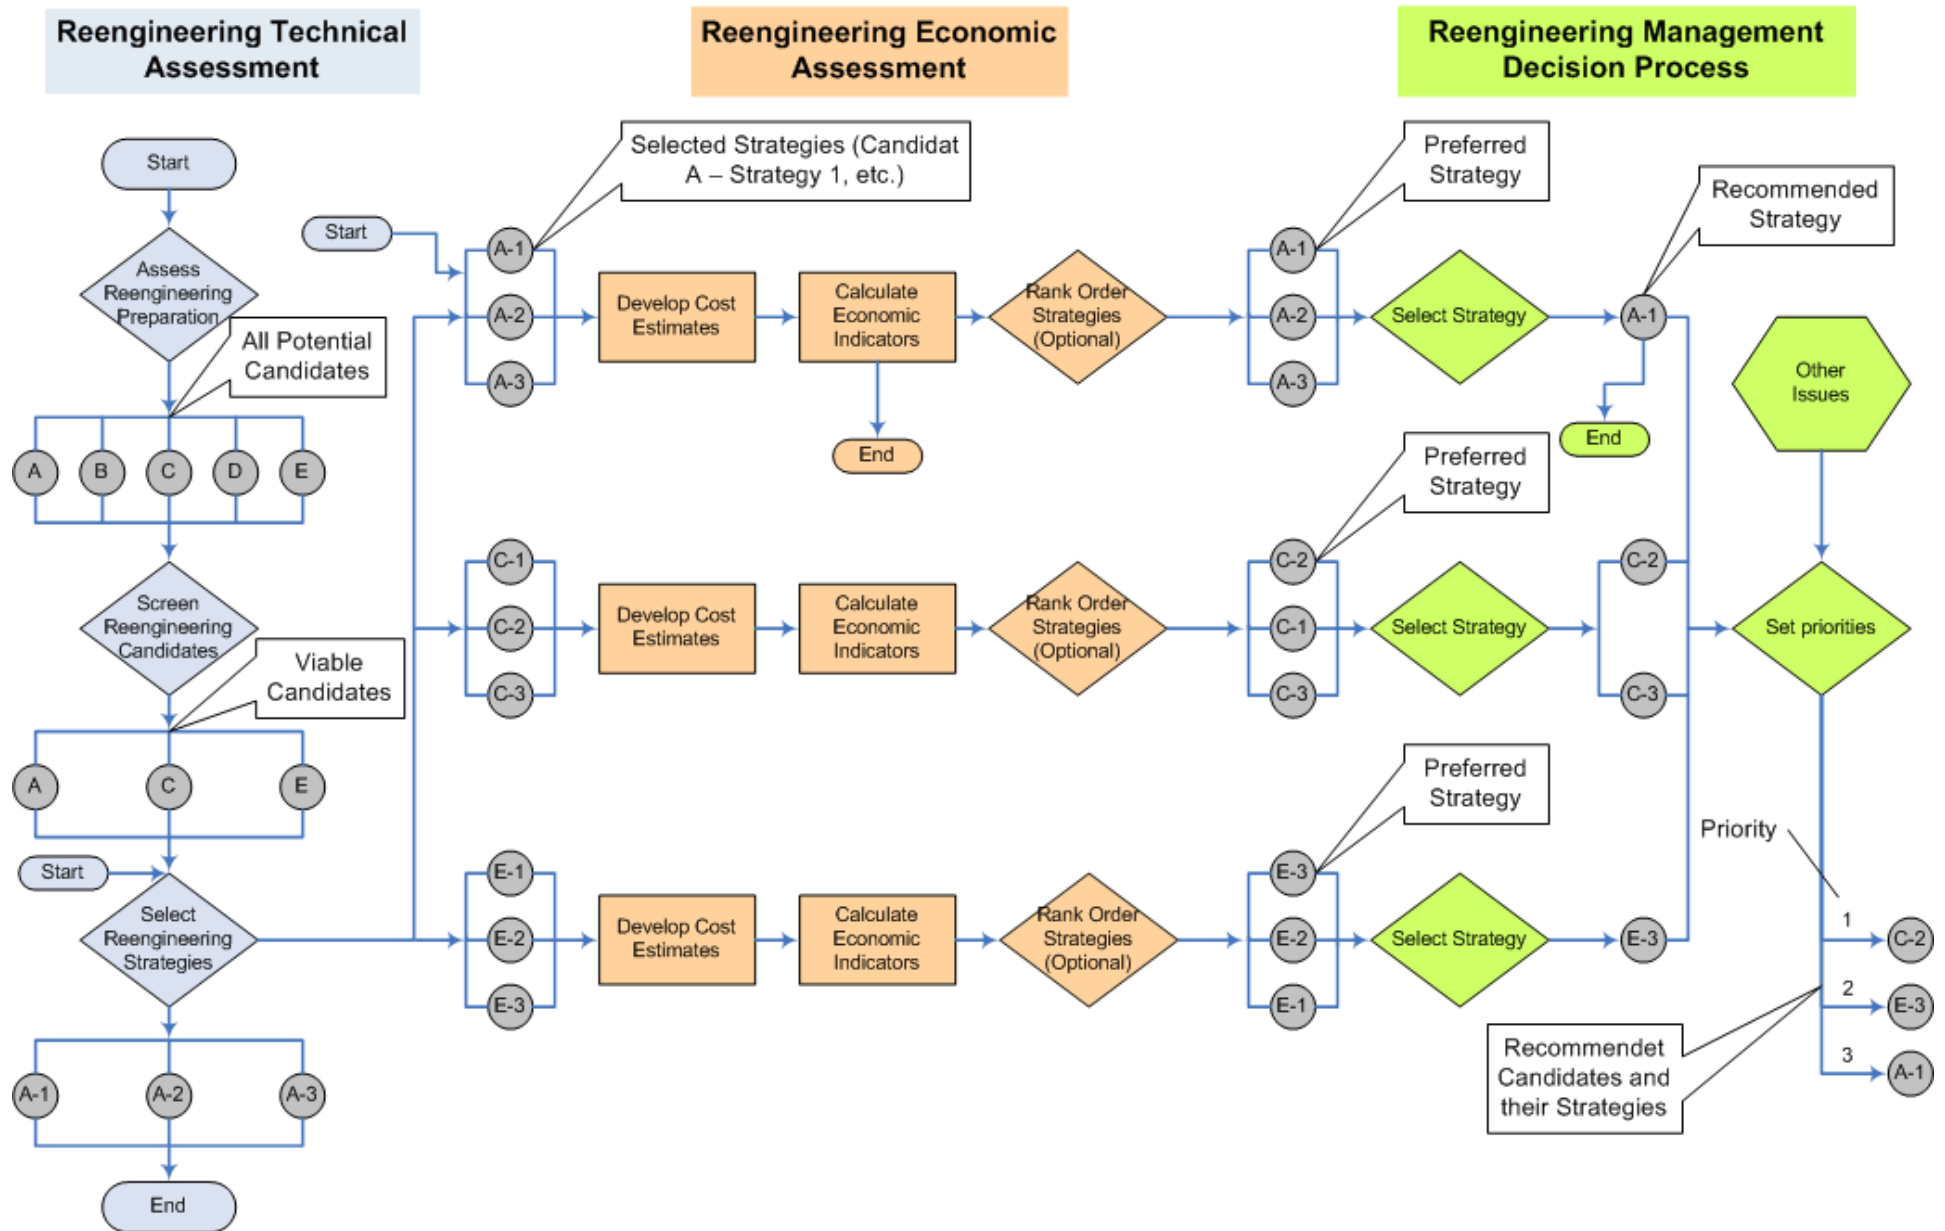 Reengineering Technical
Assessment
Reengineering Economic
Assessment
Reengineering Management
Decision Process
Start
Assess
Reengineering
Preparation
All Potential
Candidates
A
B
C
D
E
Screen
Reengineering
Candidates
Viable
Candidates
A
C
E
Start
Select
Reengineering
Strategies
A-1
A-2
A-3
End
Start
Selected Strategies (Candidat
A – Strategy 1, etc.)
A-1
A-2
A-3
Develop Cost
Estimates
Calculate
Economic
Indicators
End
Rank Order
Strategies
(Optional)
Preferred
Strategy
A-1
A-2
A-3
Select Strategy
Recommended
Strategy
A-1
End
C-1
C-2
C-3
Develop Cost
Estimates
Calculate
Economic
Indicators
Rank Order
Strategies
(Optional)
Preferred
Strategy
C-2
C-1
C-3
Select Strategy
C-2
C-3
E-1
E-2
E-3
Develop Cost
Estimates
Calculate
Economic
Indicators
Rank Order
Strategies
(Optional)
Preferred
Strategy
E-3
E-2
E-1
Select Strategy
E-3
Other
Issues
Set priorities
Priority
1
C-2
2
E-3
3
A-1
Recommendet
Candidates and
their Strategies